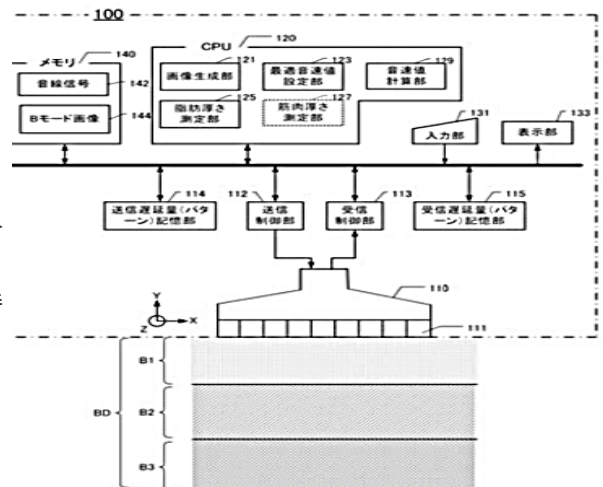 100
メモリ 140
音線信号 142
Bモード画像 144
CPU 120
画像生成部 121
最適音速値 123
設定部
音速値 129
計算部
脂肪厚さ 125
測定部
筋肉厚さ 127
測定部
131
入力部
133
表示部
114
送信遅延量(パタ
ーン)記憶部
112
送信
制御部
113
受信
制御部
115
受信遅延量(パタ
ーン)記憶部
110
111
Y
Z X
BD
B1
B2
B3